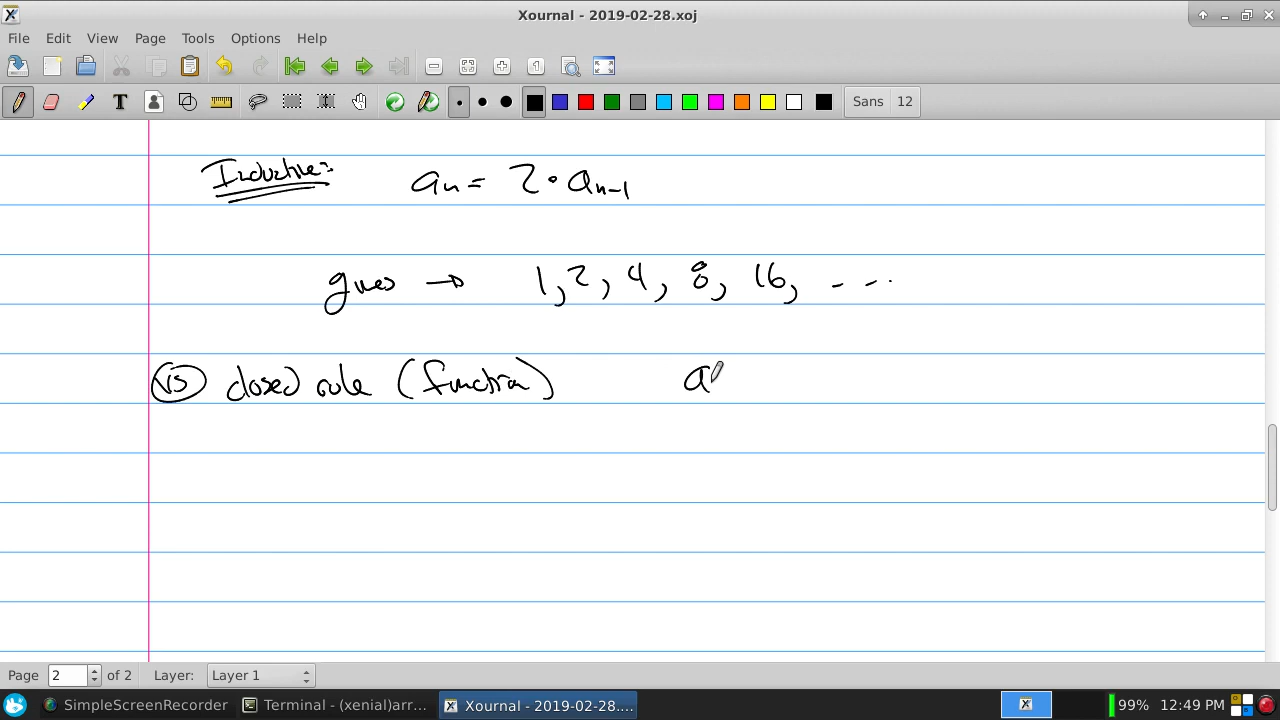 Xournal - 2019-02-28.xoj
File Edit View Page Tools Options Help
Sans 12
Inductive:
aₙ = 2 · aₙ₋₁
gives → 1, 2, 4, 8, 16, ...
vs closed rule (function) a
Page 2 of 2 Layer: Layer 1
SimpleScreenRecorder Terminal - (xenial)arr... Xournal - 2019-02-28.... 99% 12:49 PM